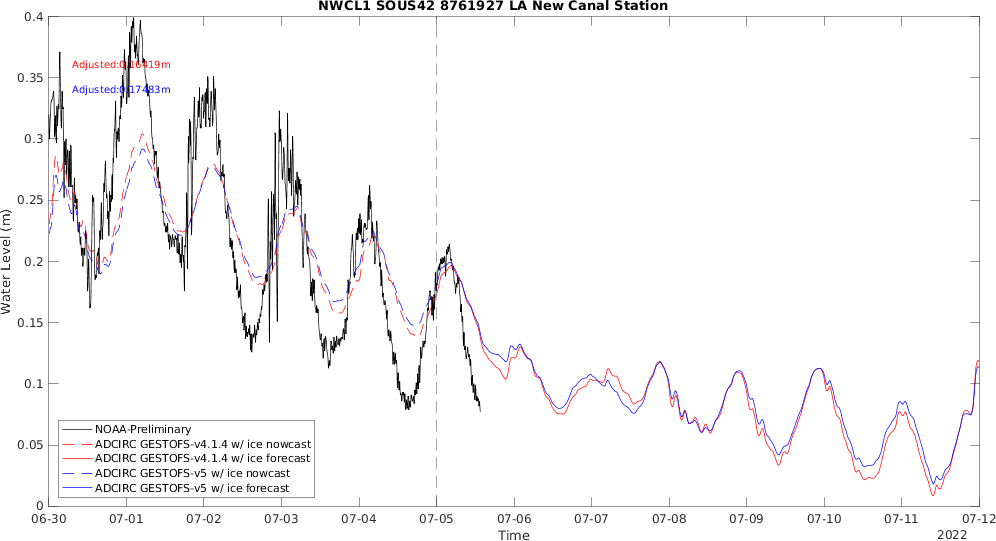 NWCL1 SOUS42 8761927 LA New Canal Station
0.4
0.35
0.3
0.25
0.2
0.15
0.1
0.05
0
Water Level (m)
Adjusted:0.16419m
Adjusted:0.17483m
NOAA-Preliminary
ADCIRC GESTOFS-v4.1.4 w/ ice nowcast
ADCIRC GESTOFS-v4.1.4 w/ ice forecast
ADCIRC GESTOFS-v5 w/ ice nowcast
ADCIRC GESTOFS-v5 w/ ice forecast
06-30 07-01 07-02 07-03 07-04 07-05 07-06 07-07 07-08 07-09 07-10 07-11 07-12
Time
2022